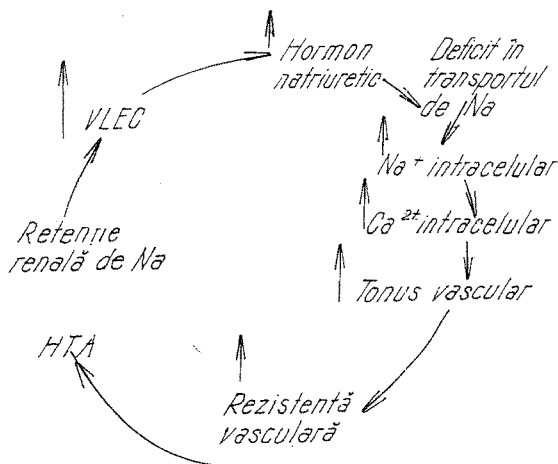 Hormon
natriuretic
Deficit în
transportul
de Na
VLEC
Na⁺ intracelular
Ca²⁺ intracelular
Retenție
renală de Na
Tonus vascular
HTA
Rezistentă
vasculară